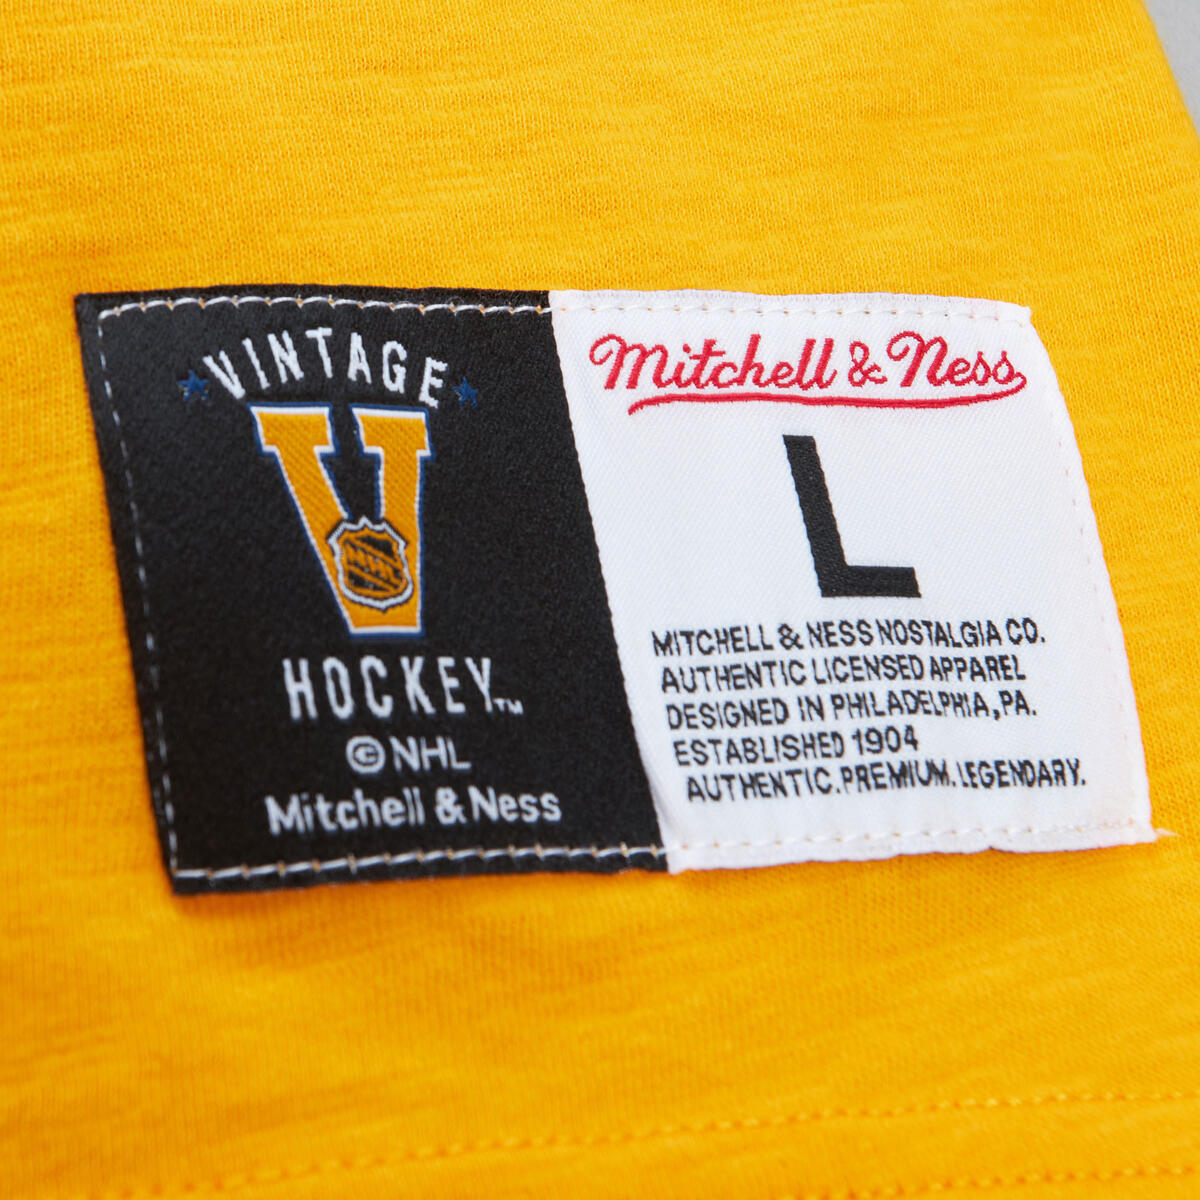 VINTAGE
NHL
HOCKEY™
© NHL
Mitchell & Ness
Mitchell & Ness
L
MITCHELL & NESS NOSTALGIA CO.
AUTHENTIC LICENSED APPAREL
DESIGNED IN PHILADELPHIA, PA.
ESTABLISHED 1904
AUTHENTIC.PREMIUM.LEGENDARY.